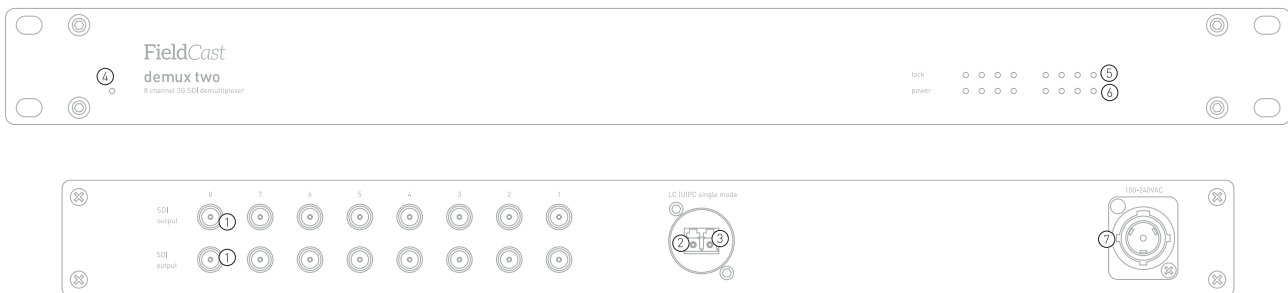 FieldCast
4
demux two
8 channel 3G SDI demultiplexer
lock
5
power
6
8 7 6 5 4 3 2 1
LC (U)PC single mode
100-240VAC
SDI
output
1
2
3
7
SDI
output
1